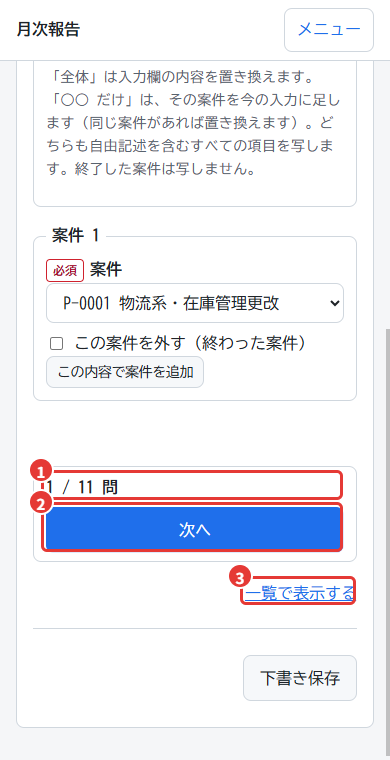 月次報告
メニュー
「全体」は入力欄の内容を置き換えます。
「〇〇 だけ」は、その案件を今の入力に足し
ます（同じ案件があれば置き換えます）。ど
ちらも自由記述を含むすべての項目を写しま
す。終了した案件は写しません。
案件 1
必須 案件
P-0001 物流系・在庫管理更改
この案件を外す（終わった案件）
この内容で案件を追加
1
1 / 11 問
2
次へ
3
一覧で表示する
下書き保存